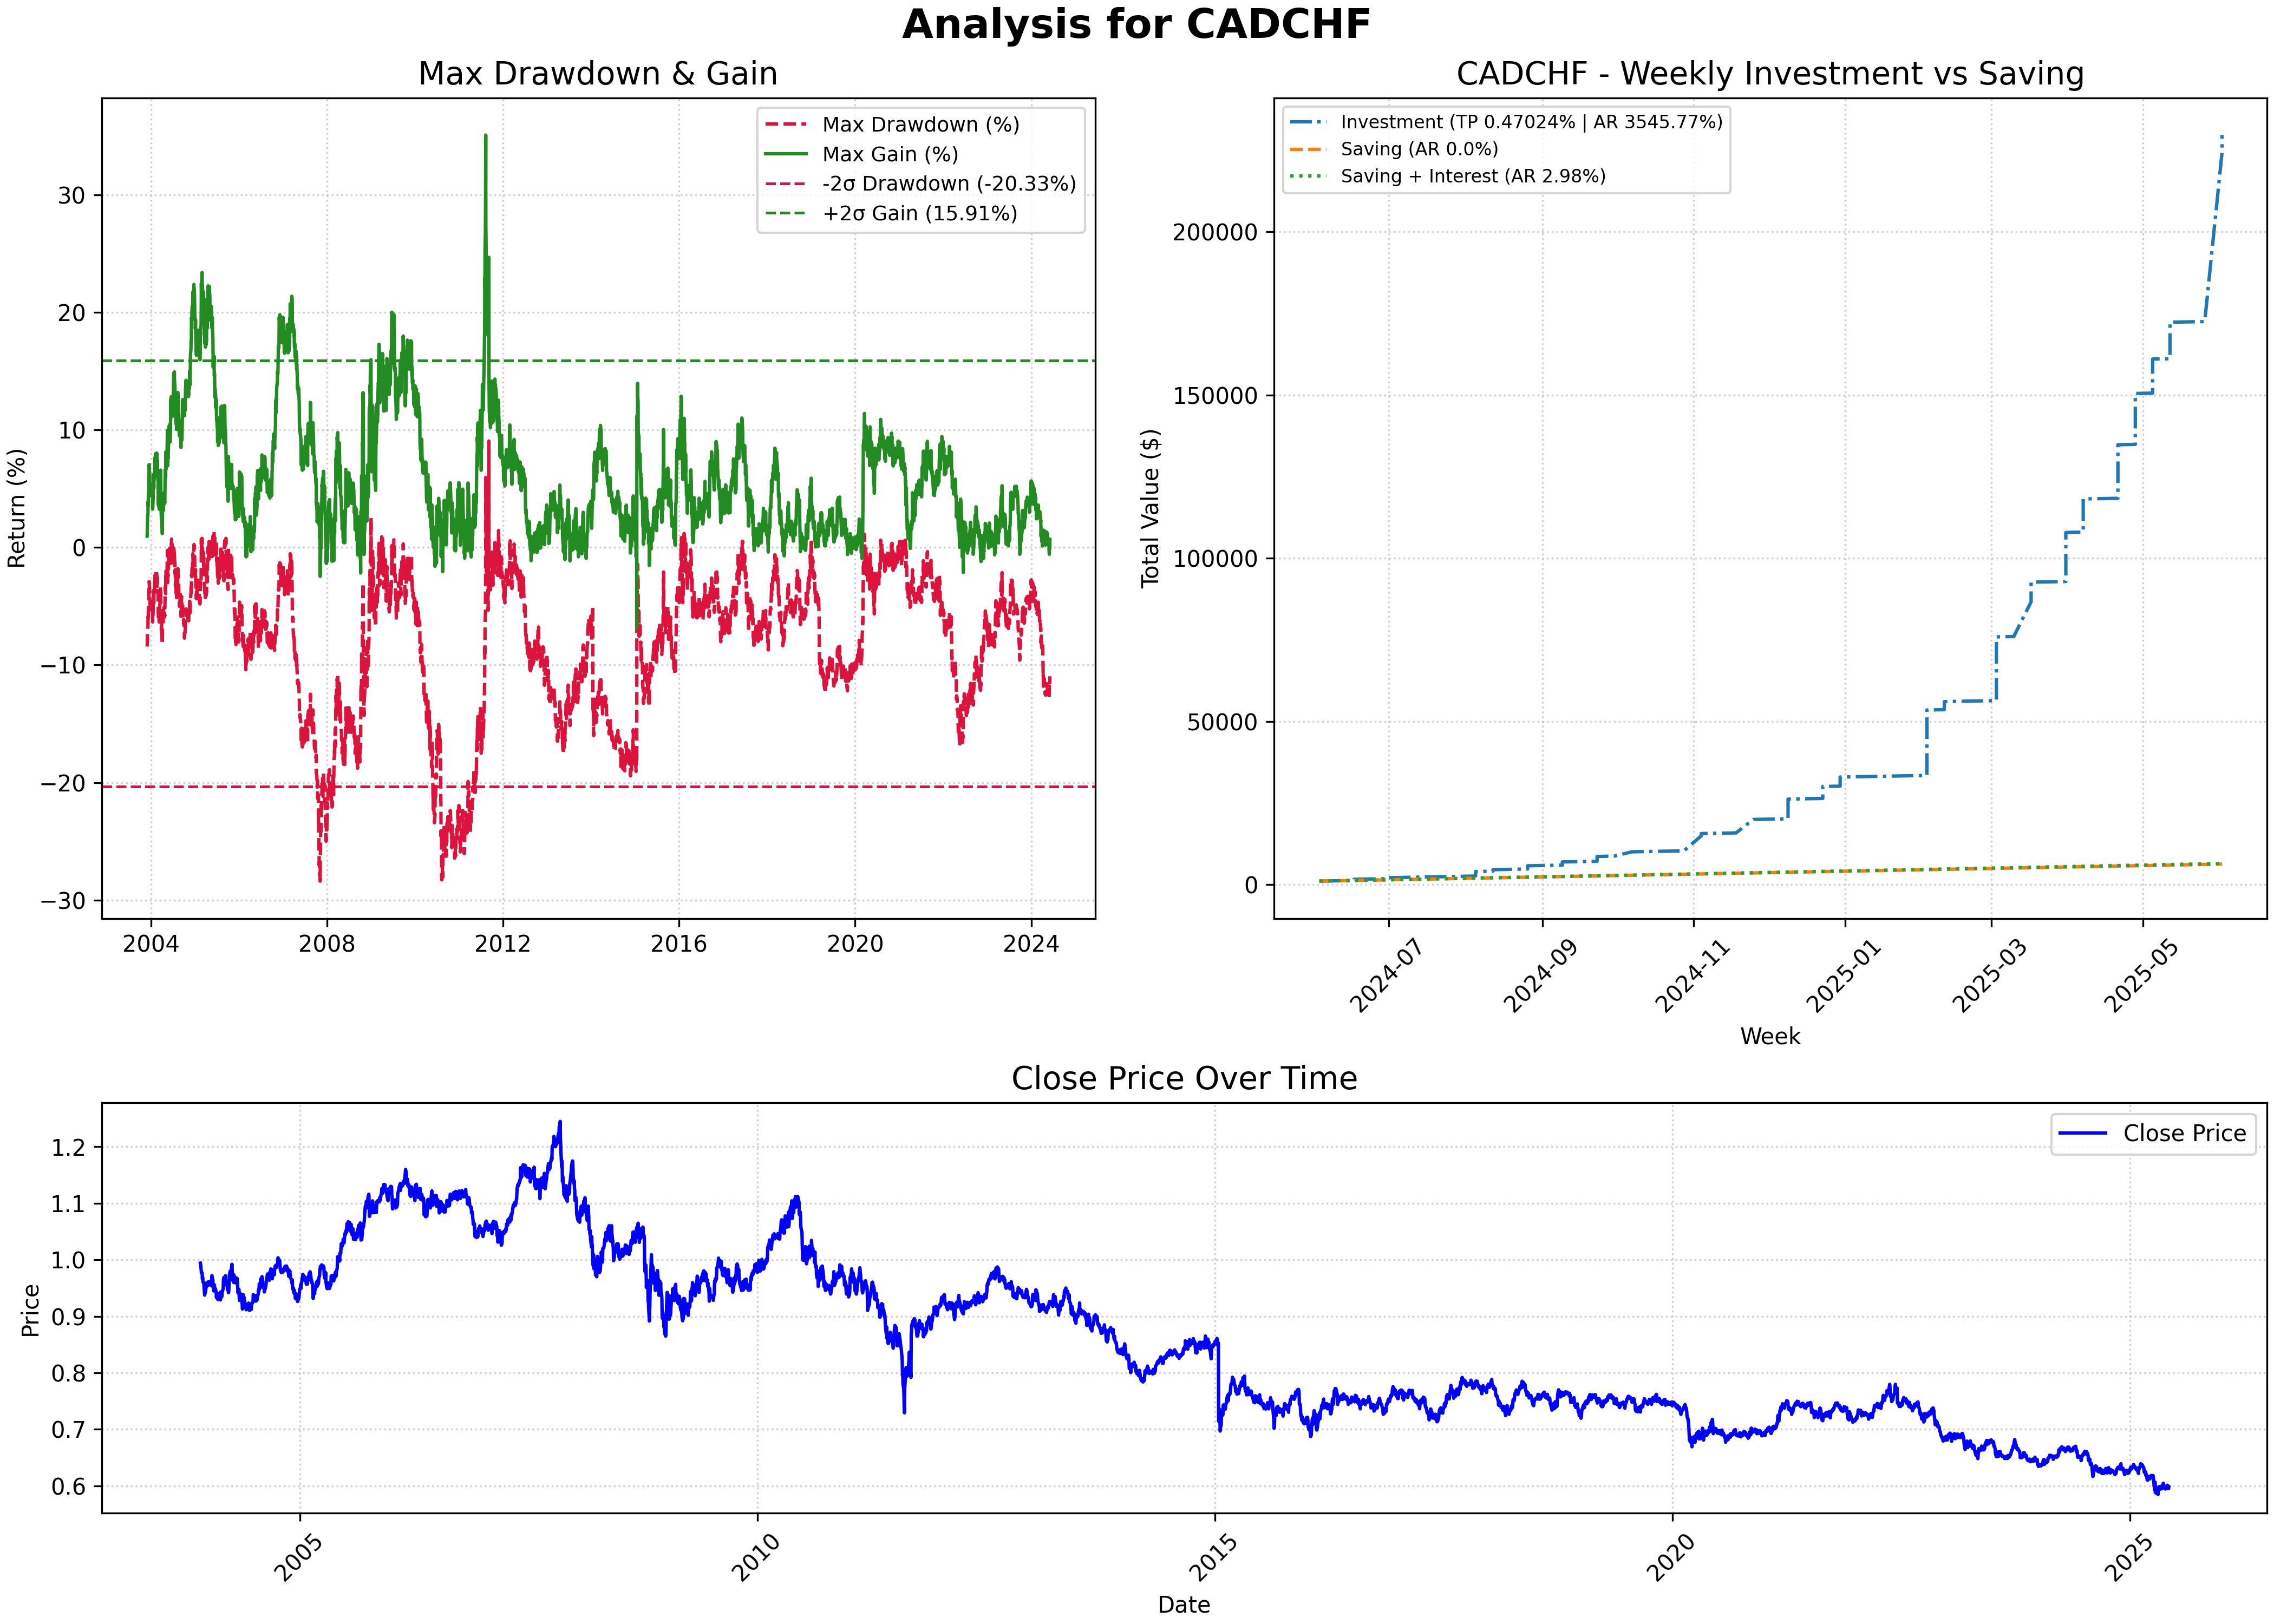 Analysis for CADCHF
Max Drawdown & Gain
Return (%)
30
20
10
0
−10
−20
−30
2004 2008 2012 2016 2020 2024
Max Drawdown (%)
Max Gain (%)
-2σ Drawdown (-20.33%)
+2σ Gain (15.91%)
CADCHF - Weekly Investment vs Saving
Total Value ($)
200000
150000
100000
50000
0
2024-07 2024-09 2024-11 2025-01 2025-03 2025-05
Week
Investment (TP 0.47024% | AR 3545.77%)
Saving (AR 0.0%)
Saving + Interest (AR 2.98%)
Close Price Over Time
Price
1.2
1.1
1.0
0.9
0.8
0.7
0.6
2005 2010 2015 2020 2025
Date
Close Price